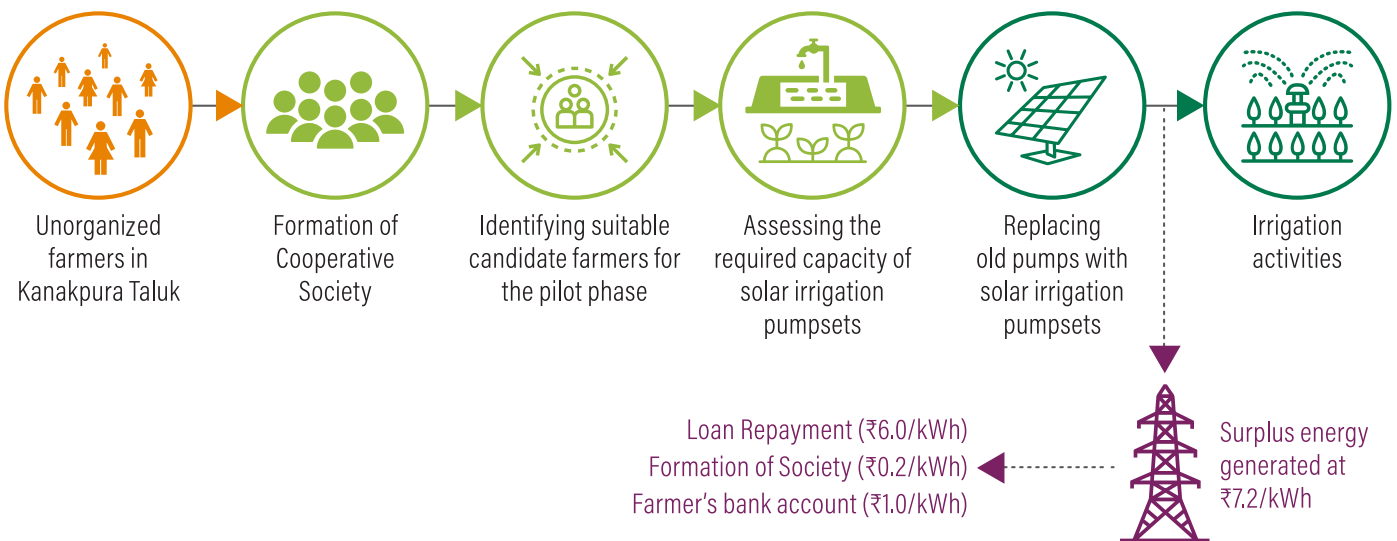 Unorganized
farmers in
Kanakpura Taluk
Formation of
Cooperative
Society
Identifying suitable
candidate farmers for
the pilot phase
Assessing the
required capacity of
solar irrigation
pumpsets
Replacing
old pumps with
solar irrigation
pumpsets
Irrigation
activities
Loan Repayment (₹6.0/kWh)
Formation of Society (₹0.2/kWh)
Farmer's bank account (₹1.0/kWh)
Surplus energy
generated at
₹7.2/kWh